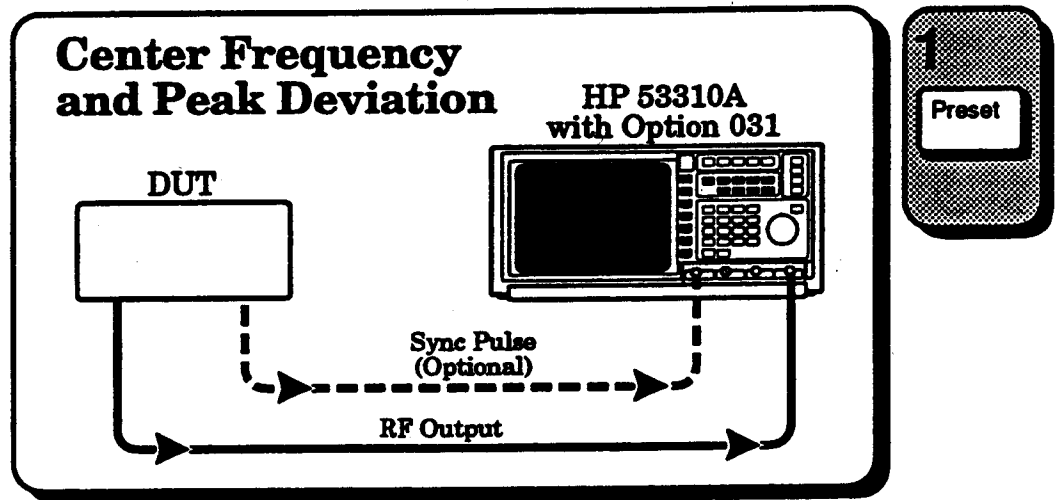 Center Frequency
and Peak Deviation
HP 53310A
with Option 031
DUT
Sync Pulse
(Optional)
RF Output
1
Preset